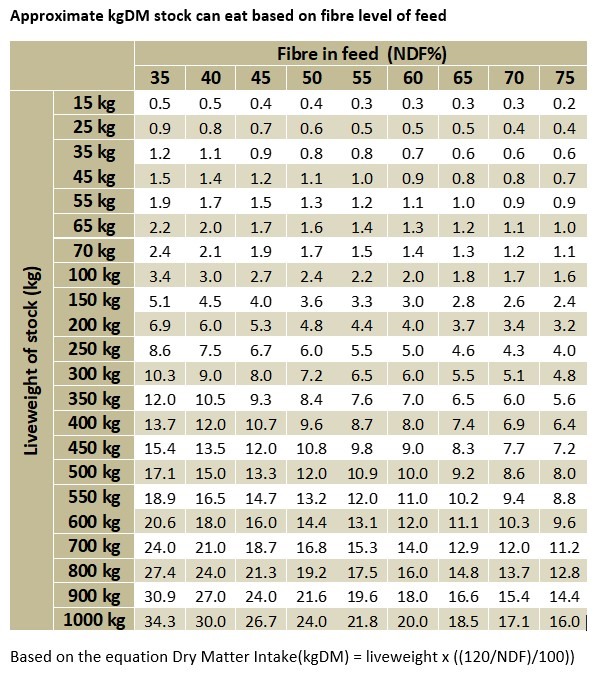 Approximate kgDM stock can eat based on fibre level of feed
Fibre in feed (NDF%)
35 40 45 50 55 60 65 70 75
Liveweight of stock (kg)
15 kg 0.5 0.5 0.4 0.4 0.3 0.3 0.3 0.3 0.2
25 kg 0.9 0.8 0.7 0.6 0.5 0.5 0.5 0.4 0.4
35 kg 1.2 1.1 0.9 0.8 0.8 0.7 0.6 0.6 0.6
45 kg 1.5 1.4 1.2 1.1 1.0 0.9 0.8 0.8 0.7
55 kg 1.9 1.7 1.5 1.3 1.2 1.1 1.0 0.9 0.9
65 kg 2.2 2.0 1.7 1.6 1.4 1.3 1.2 1.1 1.0
70 kg 2.4 2.1 1.9 1.7 1.5 1.4 1.3 1.2 1.1
100 kg 3.4 3.0 2.7 2.4 2.2 2.0 1.8 1.7 1.6
150 kg 5.1 4.5 4.0 3.6 3.3 3.0 2.8 2.6 2.4
200 kg 6.9 6.0 5.3 4.8 4.4 4.0 3.7 3.4 3.2
250 kg 8.6 7.5 6.7 6.0 5.5 5.0 4.6 4.3 4.0
300 kg 10.3 9.0 8.0 7.2 6.5 6.0 5.5 5.1 4.8
350 kg 12.0 10.5 9.3 8.4 7.6 7.0 6.5 6.0 5.6
400 kg 13.7 12.0 10.7 9.6 8.7 8.0 7.4 6.9 6.4
450 kg 15.4 13.5 12.0 10.8 9.8 9.0 8.3 7.7 7.2
500 kg 17.1 15.0 13.3 12.0 10.9 10.0 9.2 8.6 8.0
550 kg 18.9 16.5 14.7 13.2 12.0 11.0 10.2 9.4 8.8
600 kg 20.6 18.0 16.0 14.4 13.1 12.0 11.1 10.3 9.6
700 kg 24.0 21.0 18.7 16.8 15.3 14.0 12.9 12.0 11.2
800 kg 27.4 24.0 21.3 19.2 17.5 16.0 14.8 13.7 12.8
900 kg 30.9 27.0 24.0 21.6 19.6 18.0 16.6 15.4 14.4
1000 kg 34.3 30.0 26.7 24.0 21.8 20.0 18.5 17.1 16.0
Based on the equation Dry Matter Intake(kgDM) = liveweight x ((120/NDF)/100))